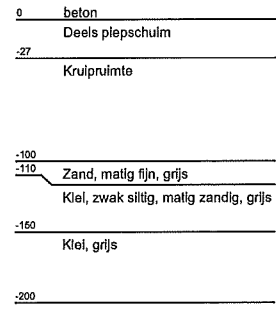 0 beton
Deels piepschuim
-27
Kruipruimte
-100
-110 Zand, matig fijn, grijs
Klei, zwak siltig, matig zandig, grijs
-150
Klei, grijs
-200